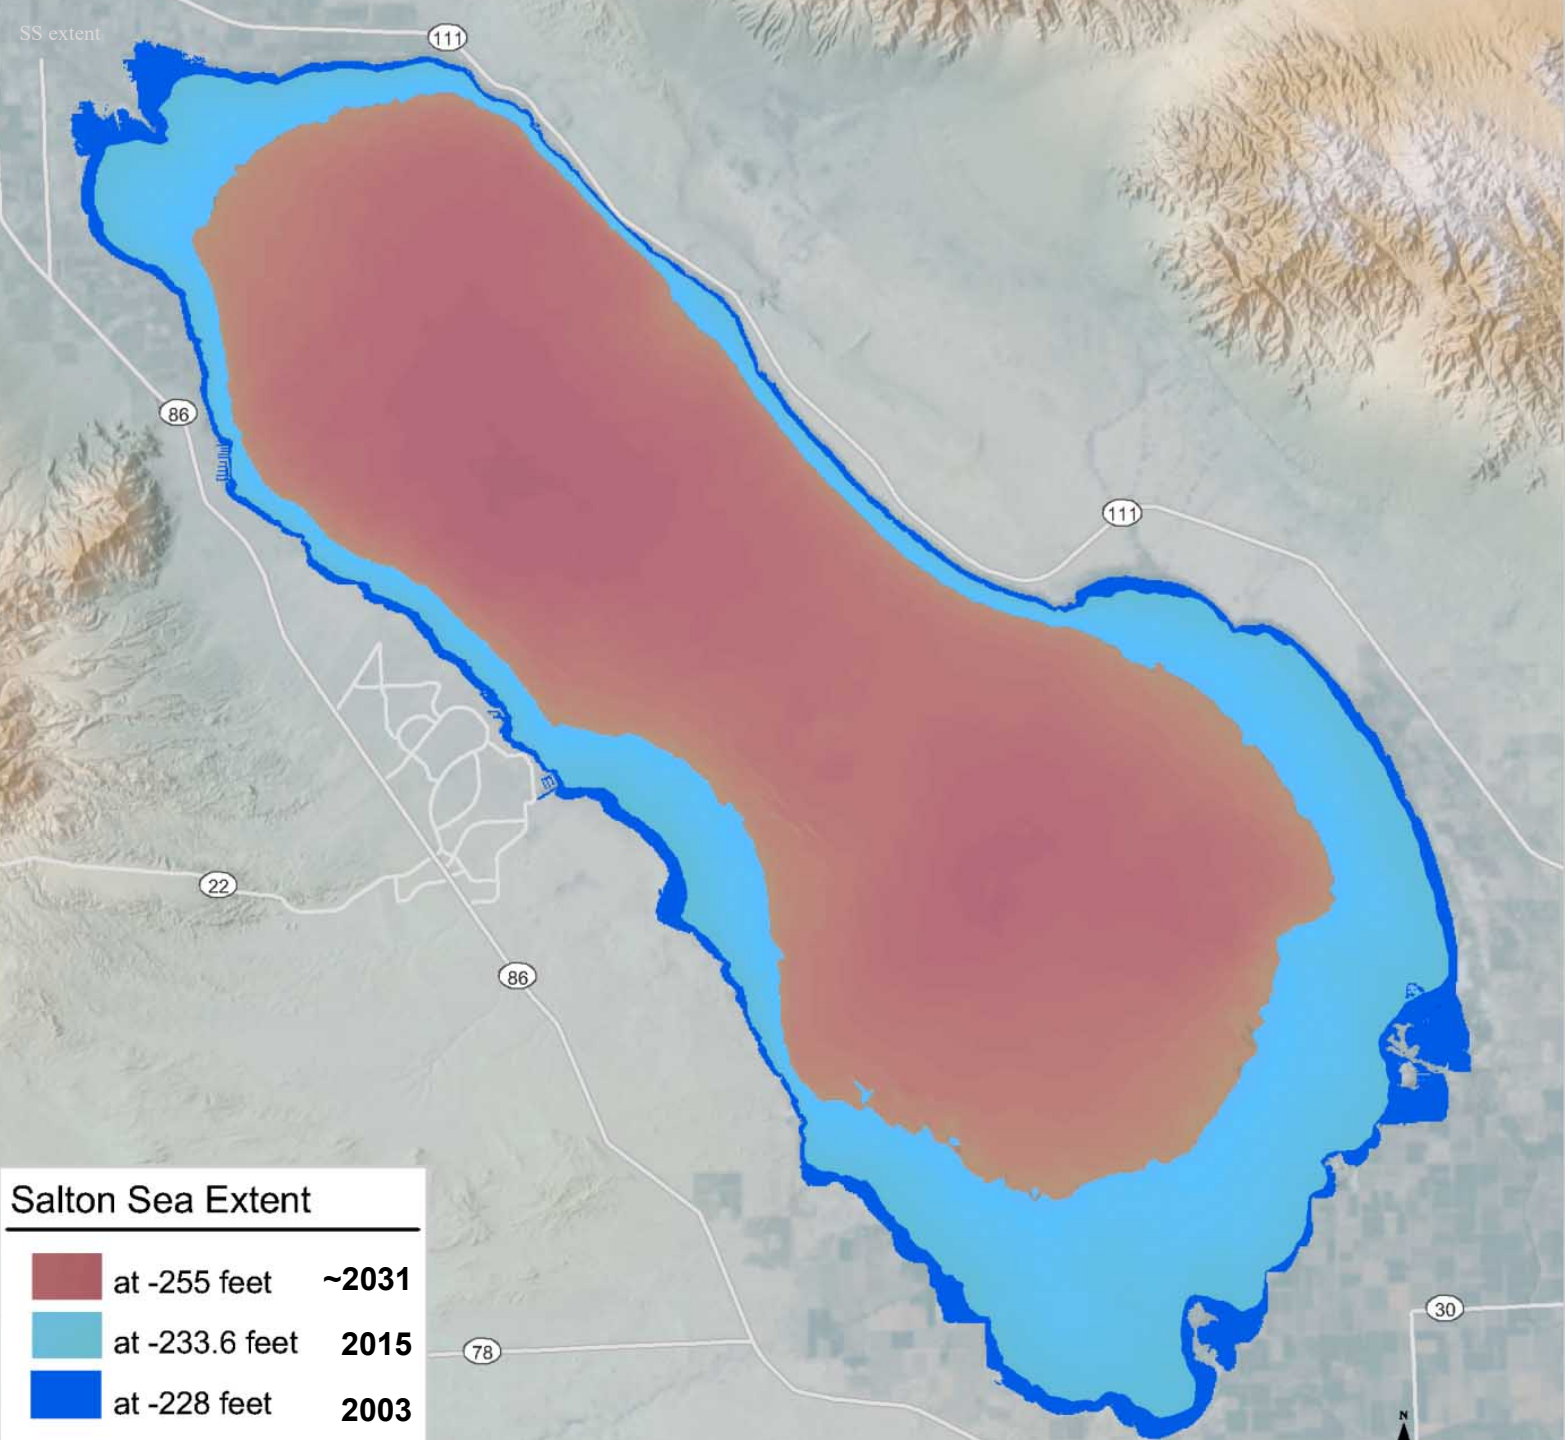 SS extent
111
86
111
22
86
Salton Sea Extent
at -255 feet ~2031
at -233.6 feet 2015
at -228 feet 2003
78
30
N